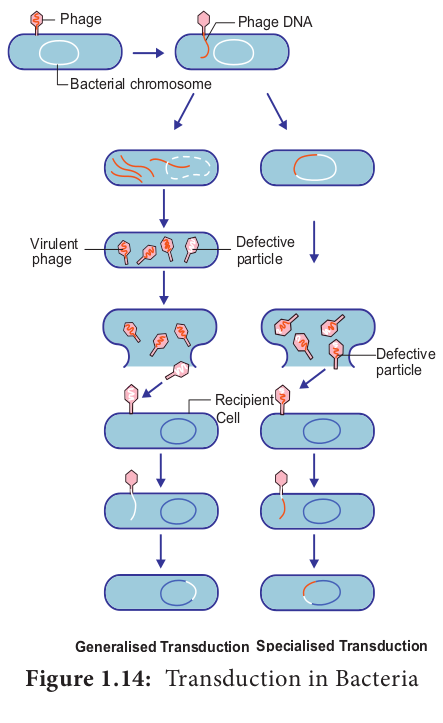 Phage
Phage DNA
Bacterial chromosome
Virulent
phage
Defective
particle
Defective
particle
Recipient
Cell
Generalised Transduction
Specialised Transduction
Figure 1.14: Transduction in Bacteria